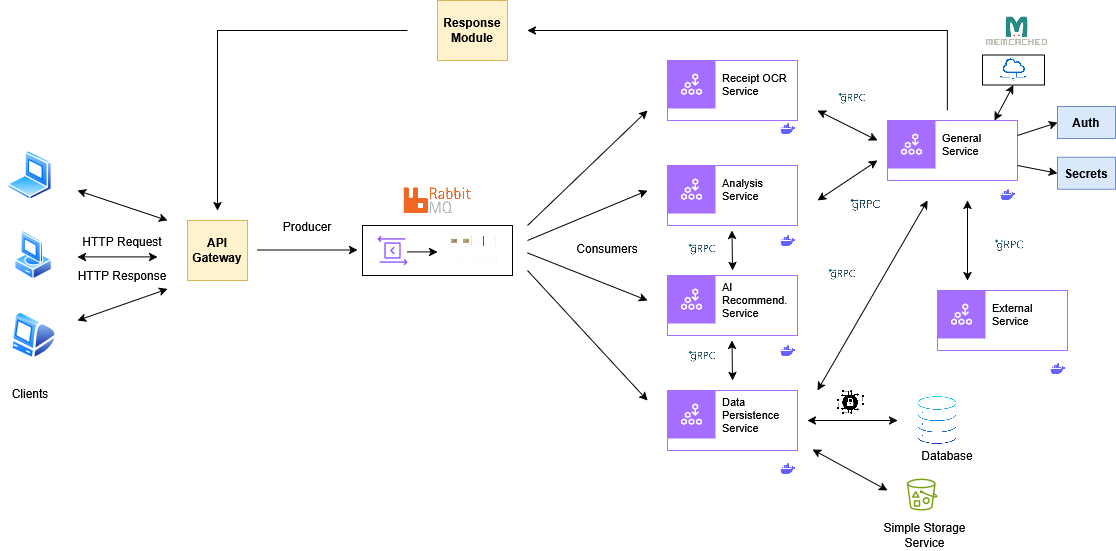 Response
Module
MEMCACHED
Receipt OCR
Service
gRPC
General
Service
Auth
Secrets
Analysis
Service
gRPC
Rabbit
MQ
Producer
HTTP Request
HTTP Response
API
Gateway
Consumers
gRPC
gRPC
gRPC
AI
Recommend.
Service
External
Service
gRPC
Clients
Data
Persistence
Service
Database
Simple Storage
Service